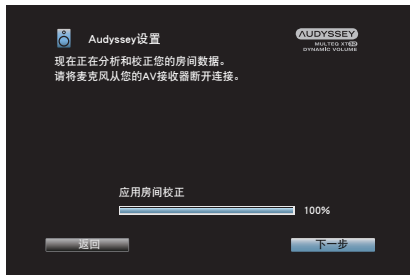 Audyssey设置
AUDYSSEY
MULTEQ XT32
DYNAMIC VOLUME
现在正在分析和校正您的房间数据。
请将麦克风从您的AV接收器断开连接。
应用房间校正
100%
返回
下一步